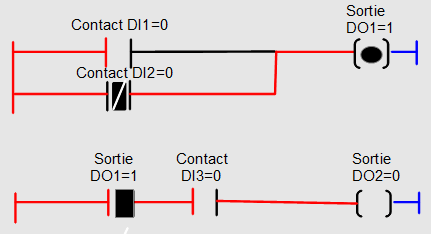 Contact DI1=0
Sortie
DO1=1
Contact DI2=0
Sortie
DO1=1
Contact
DI3=0
Sortie
DO2=0